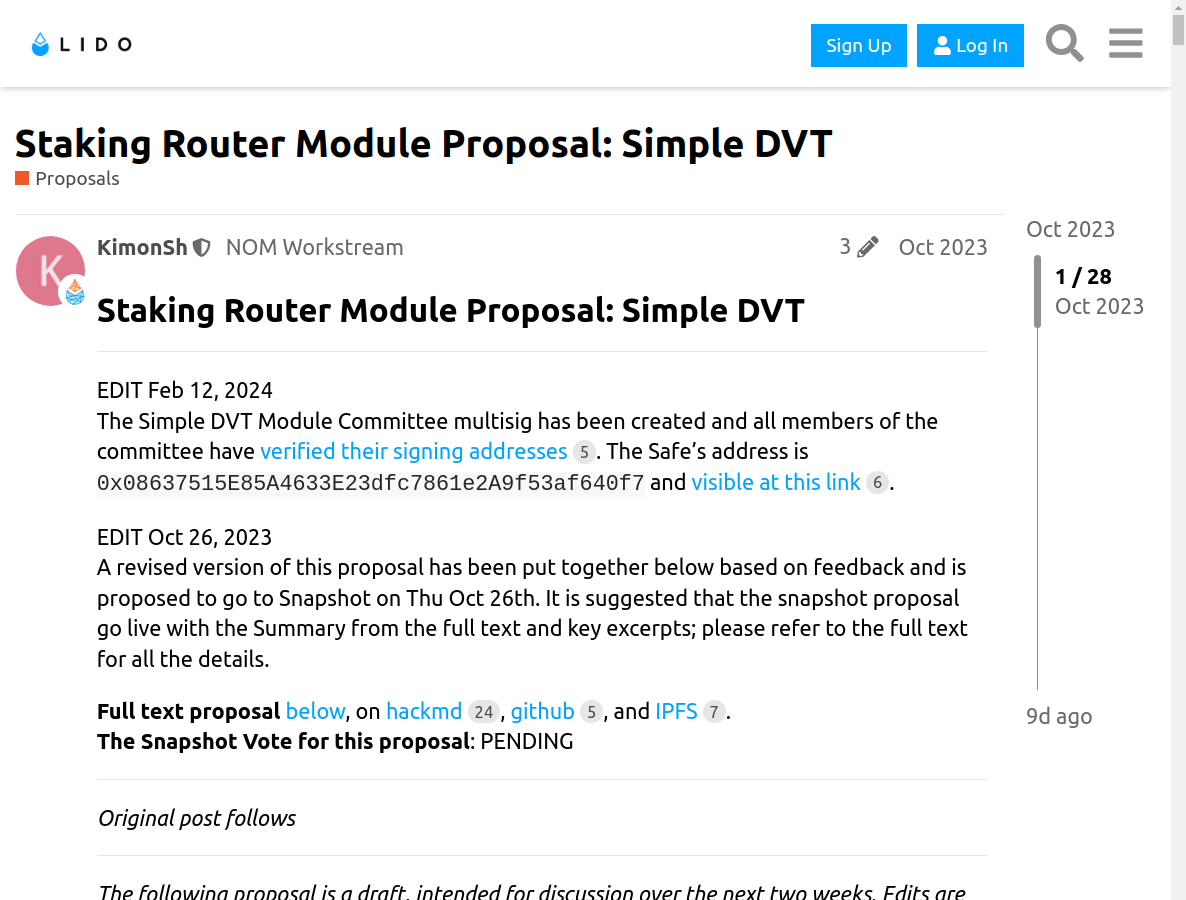 LIDO
Sign Up
Log In
Staking Router Module Proposal: Simple DVT
Proposals
K
KimonSh NOM Workstream
3
Oct 2023
Oct 2023
1 / 28
Oct 2023
9d ago
Staking Router Module Proposal: Simple DVT
EDIT Feb 12, 2024
The Simple DVT Module Committee multisig has been created and all members of the
committee have verified their signing addresses 5. The Safe’s address is
0x08637515E85A4633E23dfc7861e2A9f53af640f7 and visible at this link 6.
EDIT Oct 26, 2023
A revised version of this proposal has been put together below based on feedback and is
proposed to go to Snapshot on Thu Oct 26th. It is suggested that the snapshot proposal
go live with the Summary from the full text and key excerpts; please refer to the full text
for all the details.
Full text proposal below, on hackmd 24, github 5, and IPFS 7.
The Snapshot Vote for this proposal: PENDING
Original post follows
The following proposal is a draft, intended for discussion over the next two weeks. Edits are